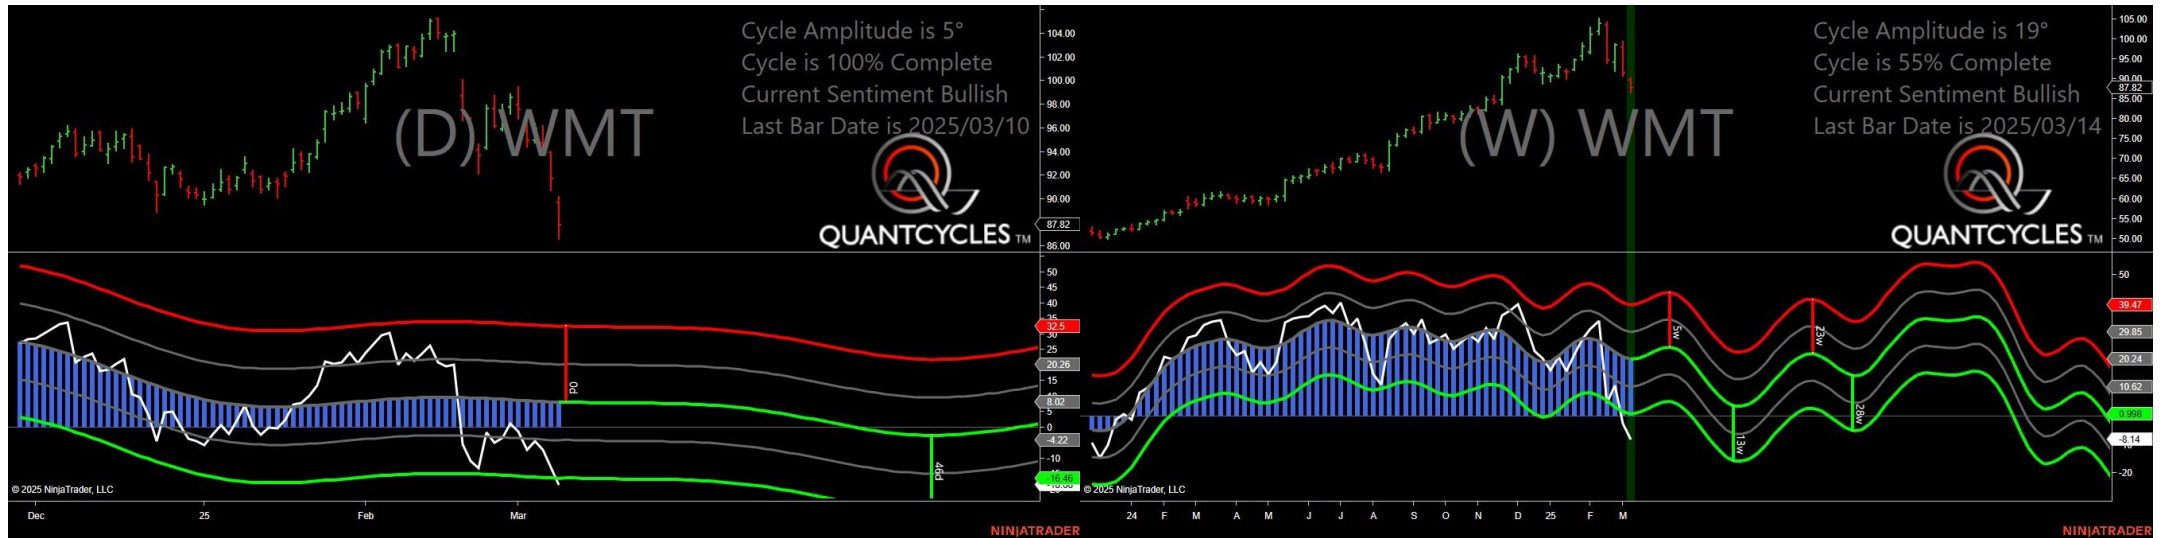 Cycle Amplitude is 5°
Cycle is 100% Complete
Current Sentiment Bullish
Last Bar Date is 2025/03/10
(D) WMT
QUANTCYCLES TM
104.00
102.00
100.00
98.00
96.00
94.00
92.00
90.00
87.82
86.00
50
45
40
35
32.5
30
25
20.26
15
10
8.02
5
0
-4.22
-10
-16.46
0d
46d
© 2025 NinjaTrader, LLC
Dec 25 Feb Mar
NINJATRADER
Cycle Amplitude is 19°
Cycle is 55% Complete
Current Sentiment Bullish
Last Bar Date is 2025/03/14
(W) WMT
QUANTCYCLES TM
105.00
100.00
95.00
90.00
87.82
85.00
80.00
75.00
70.00
65.00
60.00
55.00
50.00
50
39.47
29.85
20.24
10.62
0.998
-8.14
-20
5w
13w
23w
28w
© 2025 NinjaTrader, LLC
24 F M A M J J A S O N D 25 F M
NINJATRADER